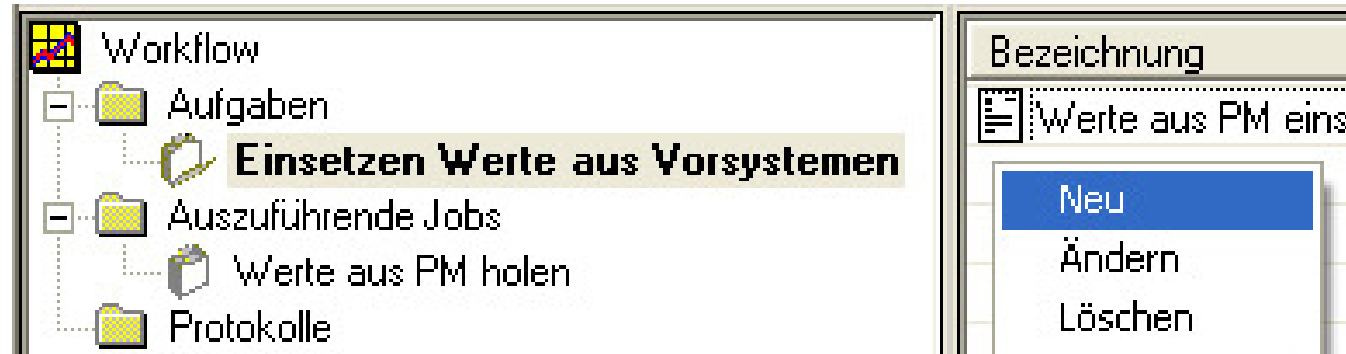 Workflow
Aufgaben
Einsetzen Werte aus Vorsystemen
Auszuführende Jobs
Werte aus PM holen
Protokolle
Bezeichnung
Werte aus PM eins
Neu
Ändern
Löschen